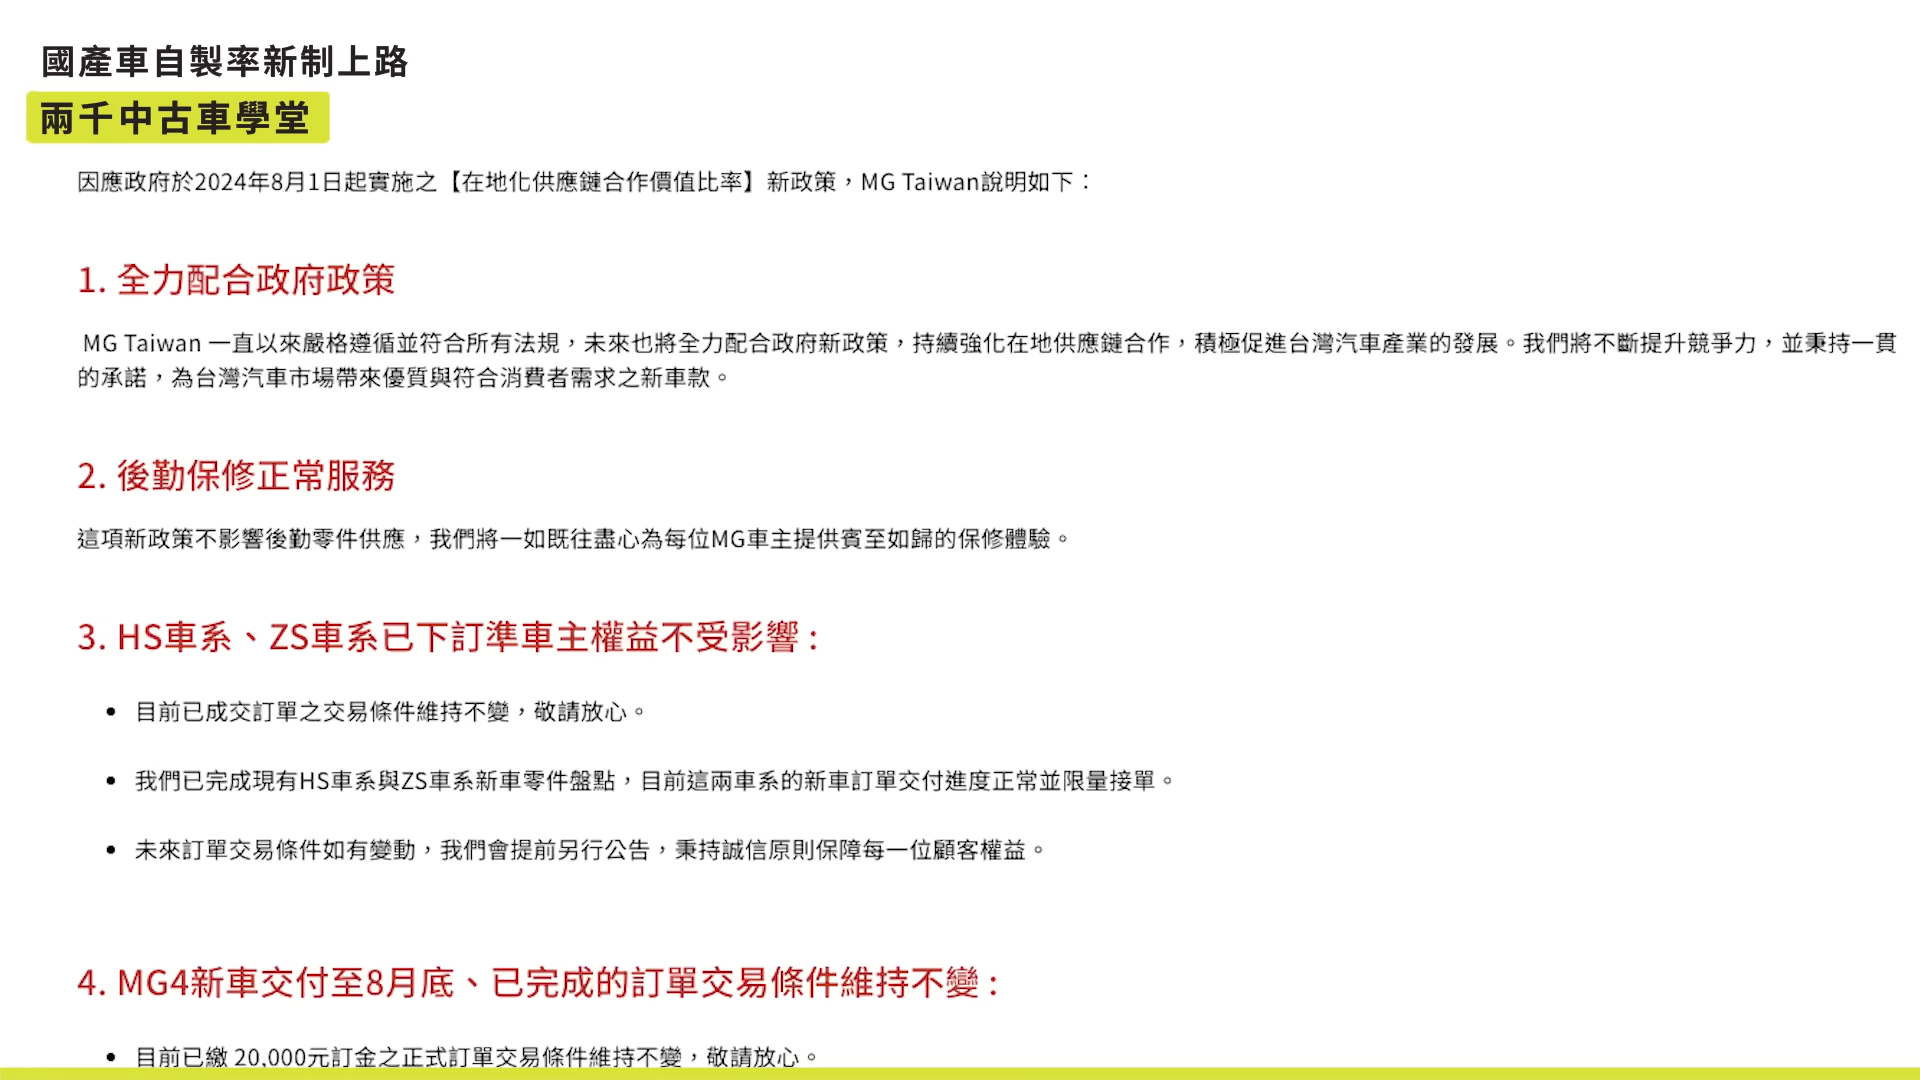 國產車自製率新制上路
兩千中古車學堂
因應政府於2024年8月1日起實施之【在地化供應鏈合作價值比率】新政策，MG Taiwan說明如下：
1. 全力配合政府政策
MG Taiwan 一直以來嚴格遵循並符合所有法規，未來也將全力配合政府新政策，持續強化在地供應鏈合作，積極促進台灣汽車產業的發展。我們將不斷提升競爭力，並秉持一貫
的承諾，為台灣汽車市場帶來優質與符合消費者需求之新車款。
2. 後勤保修正常服務
這項新政策不影響後勤零件供應，我們將一如既往盡心為每位MG車主提供賓至如歸的保修體驗。
3. HS車系、ZS車系已下訂準車主權益不受影響 :
• 目前已成交訂單之交易條件維持不變，敬請放心。
• 我們已完成現有HS車系與ZS車系新車零件盤點，目前這兩車系的新車訂單交付進度正常並限量接單。
• 未來訂單交易條件如有變動，我們會提前另行公告，秉持誠信原則保障每一位顧客權益。
4. MG4新車交付至8月底、已完成的訂單交易條件維持不變 :
• 目前已繳 20,000元訂金之正式訂單交易條件維持不變，敬請放心。